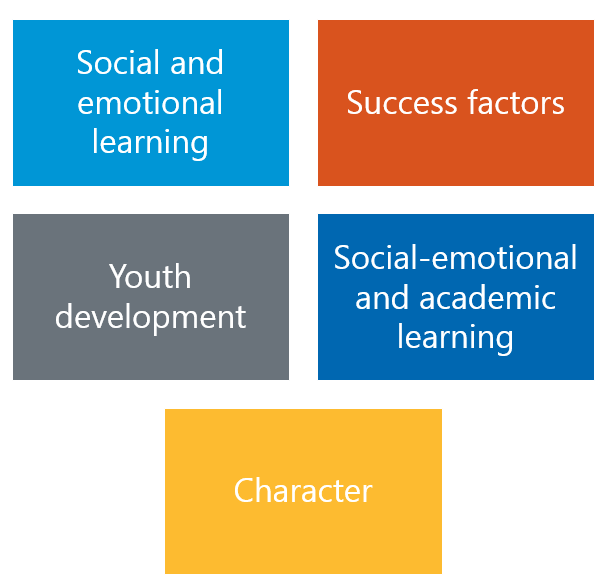 Social and
emotional
learning
Success factors
Youth
development
Social-emotional
and academic
learning
Character